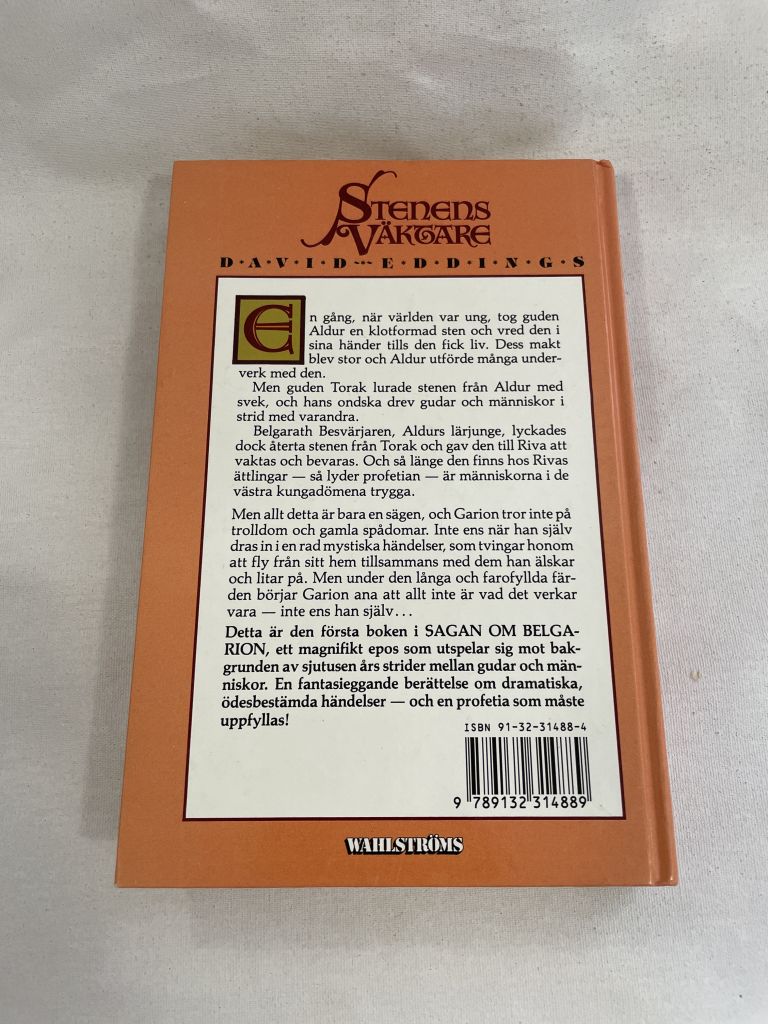 STENENS
VÄKTARE
DAVID EDDINGS
En gång, när världen var ung, tog guden
Aldur en klotformad sten och vred den i
sina händer tills den fick liv. Dess makt
blev stor och Aldur utförde många under-
verk med den.
Men guden Torak lurade stenen från Aldur med
svek, och hans ondska drev gudar och människor i
strid med varandra.
Belgarath Besvärjaren, Aldurs lärjunge, lyckades
dock återta stenen från Torak och gav den till Riva att
vaktas och bevaras. Och så länge den finns hos Rivas
ättlingar — så lyder profetian — är människorna i de
västra kungadömena trygga.
Men allt detta är bara en sägen, och Garion tror inte på
trolldom och gamla spådomar. Inte ens när han själv
dras in i en rad mystiska händelser, som tvingar honom
att fly från sitt hem tillsammans med dem han älskar
och litar på. Men under den långa och farofyllda fär-
den börjar Garion ana att allt inte är vad det verkar
vara — inte ens han själv...
Detta är den första boken i SAGAN OM BELGA-
RION, ett magnifikt epos som utspelar sig mot bak-
grunden av sjutusen års strider mellan gudar och män-
niskor. En fantasieggande berättelse om dramatiska,
ödesbestämda händelser — och en profetia som måste
uppfyllas!
ISBN 91-32-31488-4
9 789132 314889
WAHLSTRÖMS